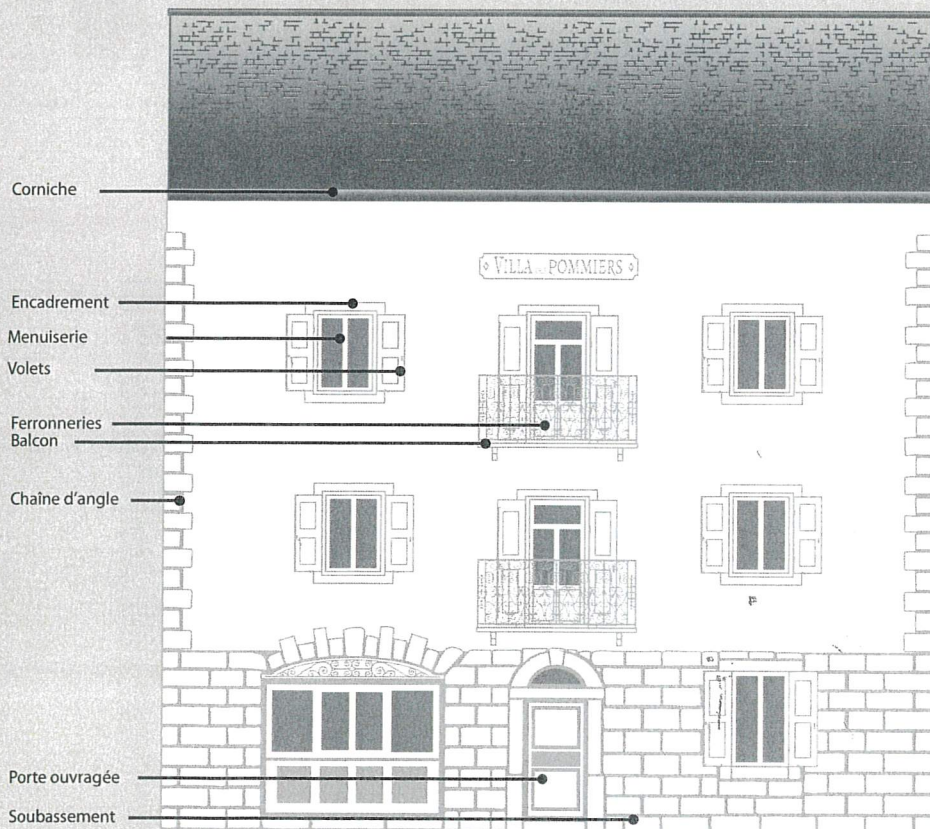 Corniche
VILLA POMMIERS
Encadrement
Menuiserie
Volets
Ferronneries
Balcon
Chaîne d'angle
Porte ouvragée
Soubassement